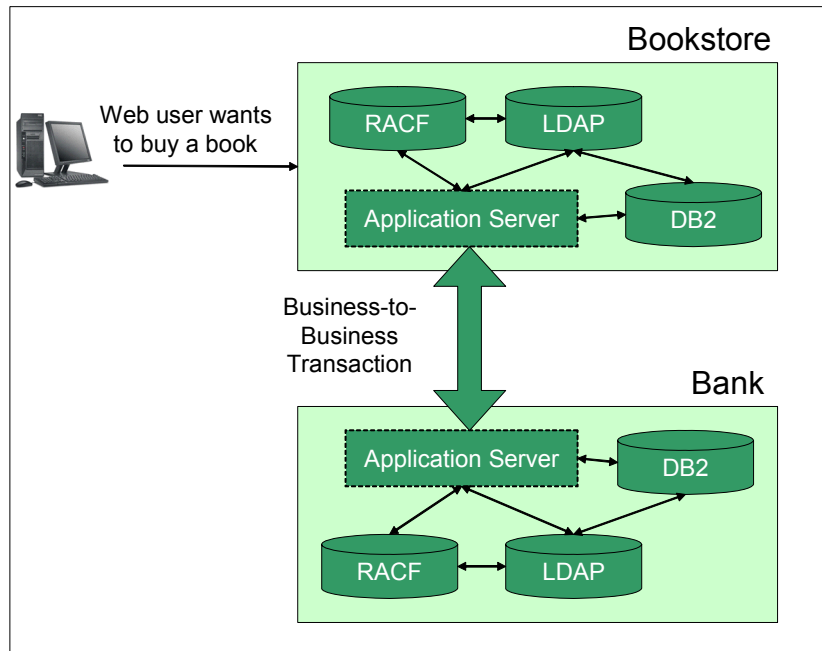 Bookstore
Web user wants
to buy a book
RACF
LDAP
Application Server
DB2
Business-to-
Business
Transaction
Bank
Application Server
DB2
RACF
LDAP